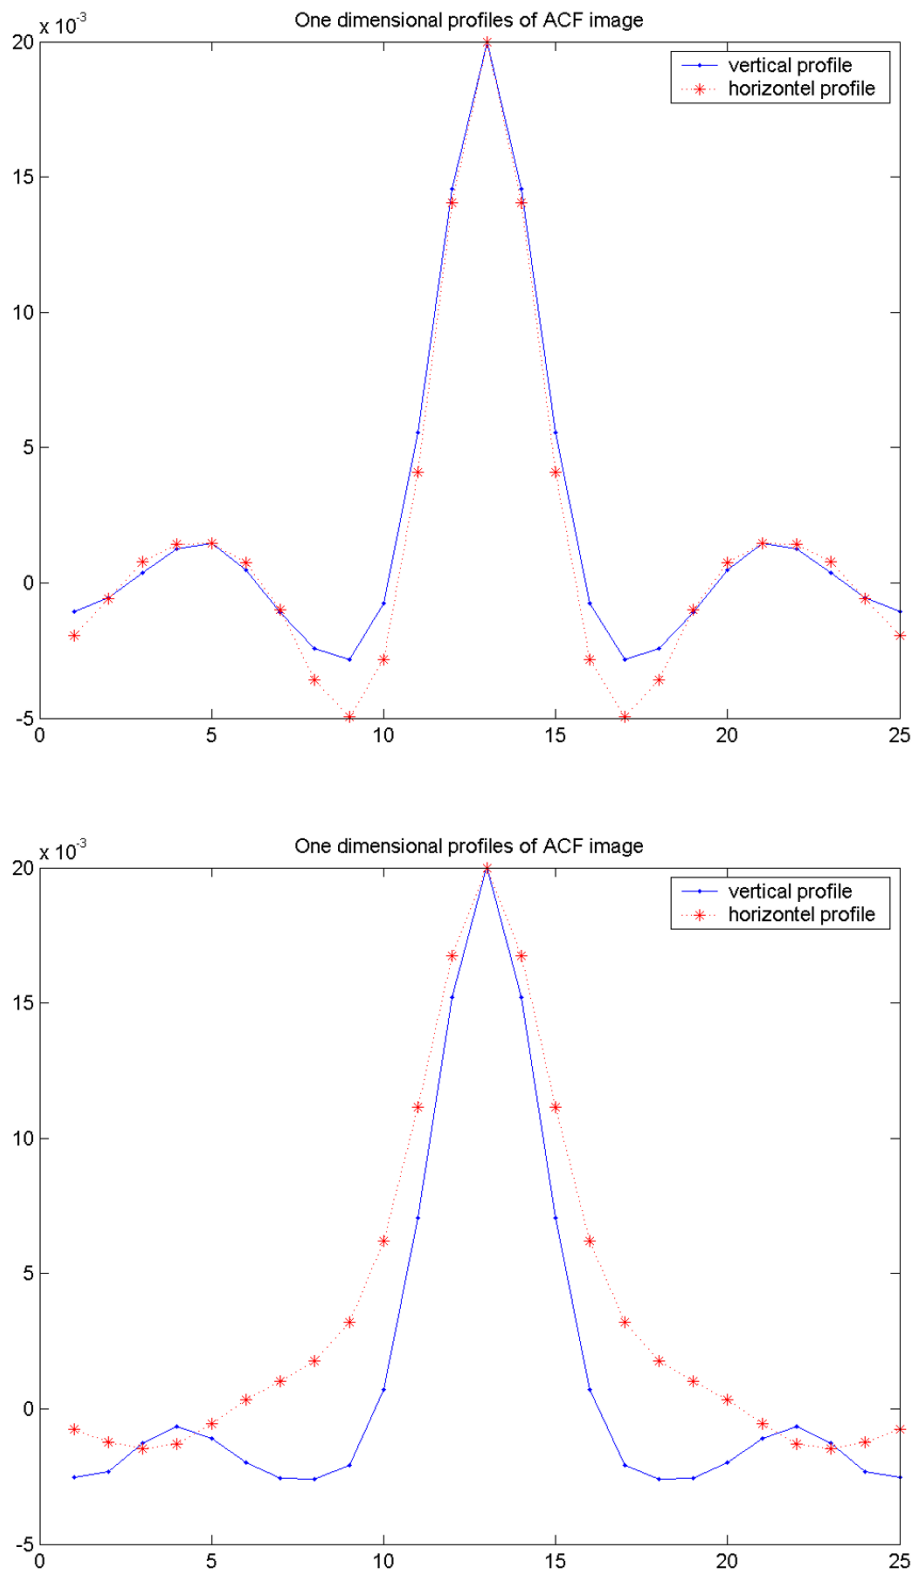 One dimensional profiles of ACF image
x 10-3
vertical profile
horizontel profile
20
15
10
5
0
-5
0 5 10 15 20 25
One dimensional profiles of ACF image
x 10-3
vertical profile
horizontel profile
20
15
10
5
0
-5
0 5 10 15 20 25